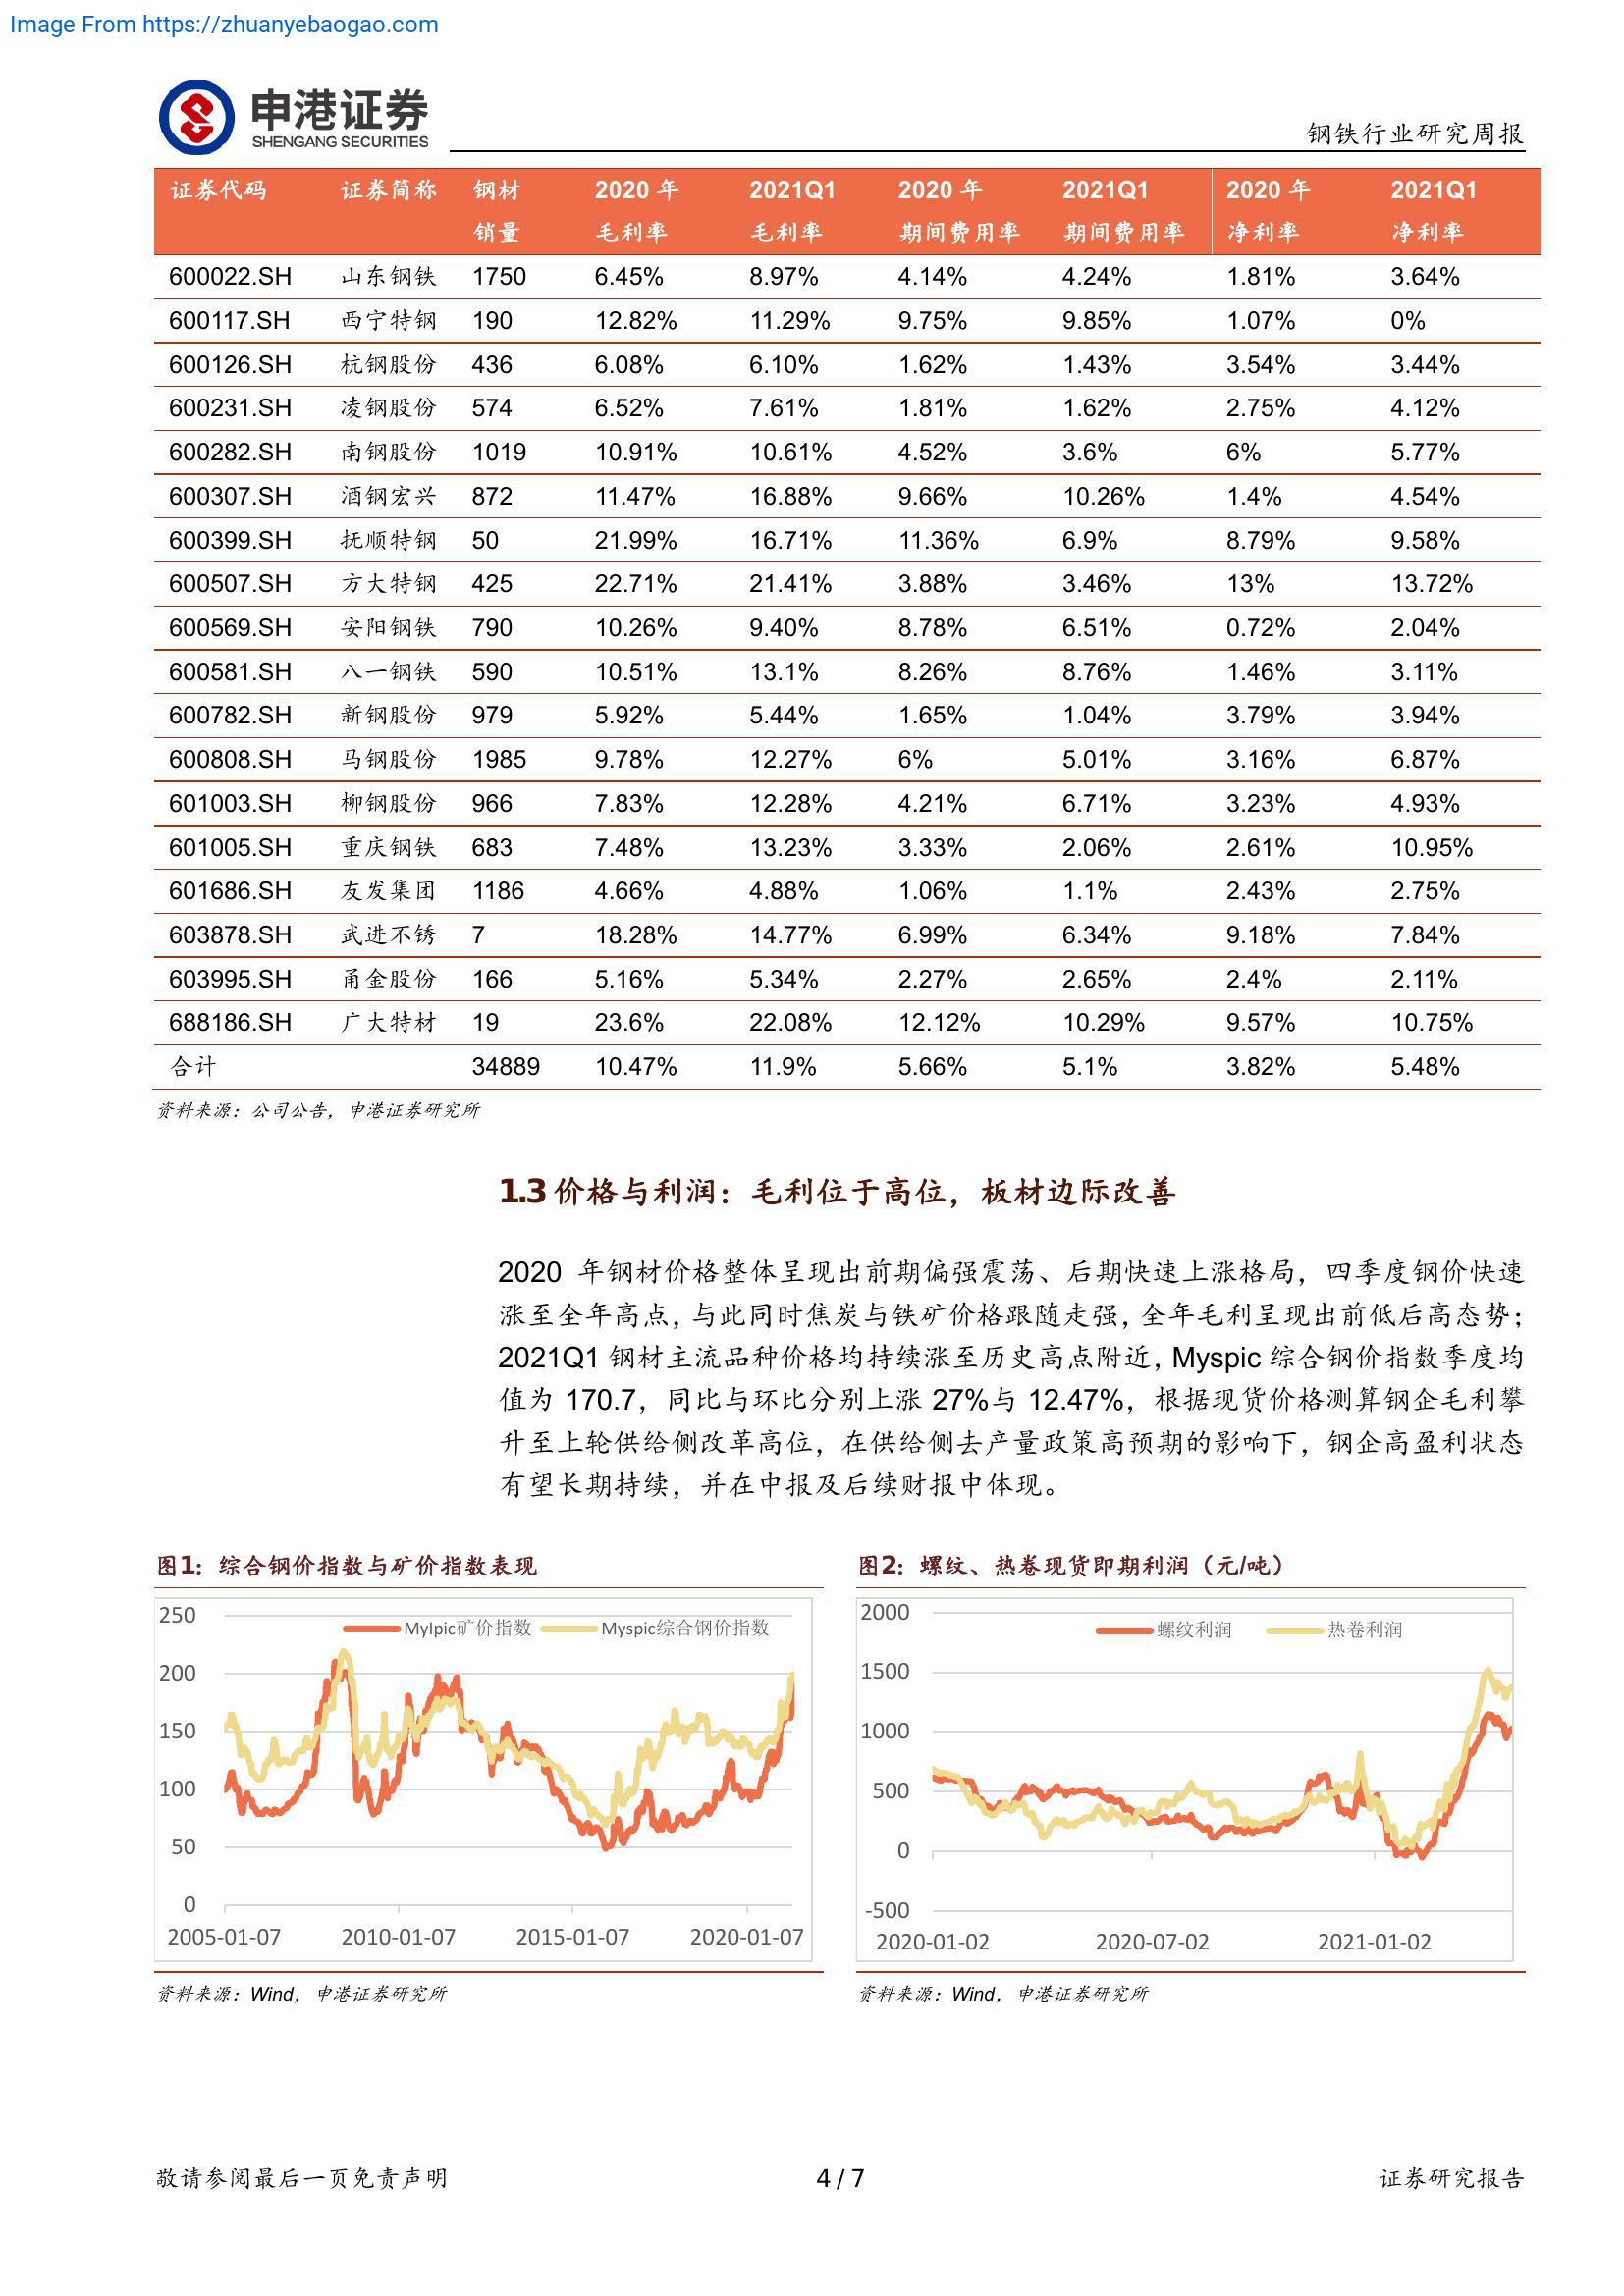 Image From https://zhuanyebaogao.com
申港证券
SHENGANG SECURITIES
钢铁行业研究周报
证券代码 证券简称 钢材 2020 年 2021Q1 2020 年 2021Q1 2020 年 2021Q1
销量 毛利率 毛利率 期间费用率 期间费用率 净利率 净利率
600022.SH 山东钢铁 1750 6.45% 8.97% 4.14% 4.24% 1.81% 3.64%
600117.SH 西宁特钢 190 12.82% 11.29% 9.75% 9.85% 1.07% 0%
600126.SH 杭钢股份 436 6.08% 6.10% 1.62% 1.43% 3.54% 3.44%
600231.SH 凌钢股份 574 6.52% 7.61% 1.81% 1.62% 2.75% 4.12%
600282.SH 南钢股份 1019 10.91% 10.61% 4.52% 3.6% 6% 5.77%
600307.SH 酒钢宏兴 872 11.47% 16.88% 9.66% 10.26% 1.4% 4.54%
600399.SH 抚顺特钢 50 21.99% 16.71% 11.36% 6.9% 8.79% 9.58%
600507.SH 方大特钢 425 22.71% 21.41% 3.88% 3.46% 13% 13.72%
600569.SH 安阳钢铁 790 10.26% 9.40% 8.78% 6.51% 0.72% 2.04%
600581.SH 八一钢铁 590 10.51% 13.1% 8.26% 8.76% 1.46% 3.11%
600782.SH 新钢股份 979 5.92% 5.44% 1.65% 1.04% 3.79% 3.94%
600808.SH 马钢股份 1985 9.78% 12.27% 6% 5.01% 3.16% 6.87%
601003.SH 柳钢股份 966 7.83% 12.28% 4.21% 6.71% 3.23% 4.93%
601005.SH 重庆钢铁 683 7.48% 13.23% 3.33% 2.06% 2.61% 10.95%
601686.SH 友发集团 1186 4.66% 4.88% 1.06% 1.1% 2.43% 2.75%
603878.SH 武进不锈 7 18.28% 14.77% 6.99% 6.34% 9.18% 7.84%
603995.SH 甬金股份 166 5.16% 5.34% 2.27% 2.65% 2.4% 2.11%
688186.SH 广大特材 19 23.6% 22.08% 12.12% 10.29% 9.57% 10.75%
合计 34889 10.47% 11.9% 5.66% 5.1% 3.82% 5.48%
资料来源：公司公告，申港证券研究所
1.3 价格与利润：毛利位于高位，板材边际改善
2020 年钢材价格整体呈现出前期偏强震荡、后期快速上涨格局，四季度钢价快速
涨至全年高点，与此同时焦炭与铁矿价格跟随走强，全年毛利呈现出前低后高态势；
2021Q1 钢材主流品种价格均持续涨至历史高点附近，Myspic 综合钢价指数季度均
值为 170.7，同比与环比分别上涨 27%与 12.47%，根据现货价格测算钢企毛利攀
升至上轮供给侧改革高位，在供给侧去产量政策高预期的影响下，钢企高盈利状态
有望长期持续，并在中报及后续财报中体现。
图1：综合钢价指数与矿价指数表现
MyIpic矿价指数 Myspic综合钢价指数
250
200
150
100
50
0
2005-01-07 2010-01-07 2015-01-07 2020-01-07
资料来源：Wind，申港证券研究所
图2：螺纹、热卷现货即期利润（元/吨）
螺纹利润 热卷利润
2000
1500
1000
500
0
-500
2020-01-02 2020-07-02 2021-01-02
资料来源：Wind，申港证券研究所
敬请参阅最后一页免责声明 4 / 7 证券研究报告